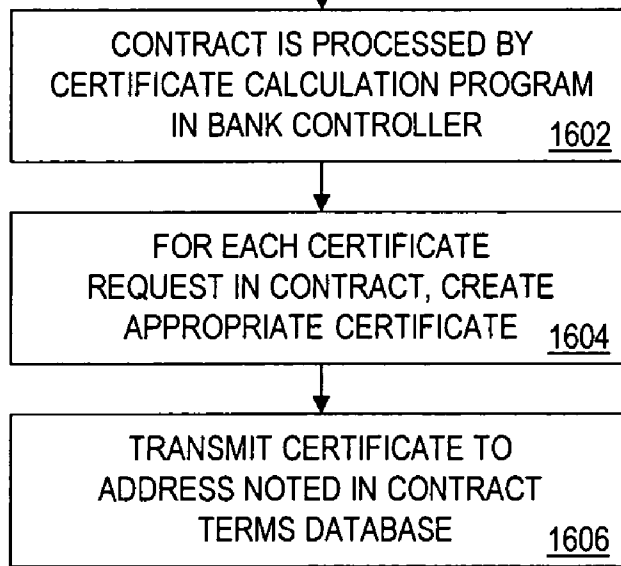 CONTRACT IS PROCESSED BY
CERTIFICATE CALCULATION PROGRAM
IN BANK CONTROLLER
1602
FOR EACH CERTIFICATE
REQUEST IN CONTRACT, CREATE
APPROPRIATE CERTIFICATE
1604
TRANSMIT CERTIFICATE TO
ADDRESS NOTED IN CONTRACT
TERMS DATABASE
1606